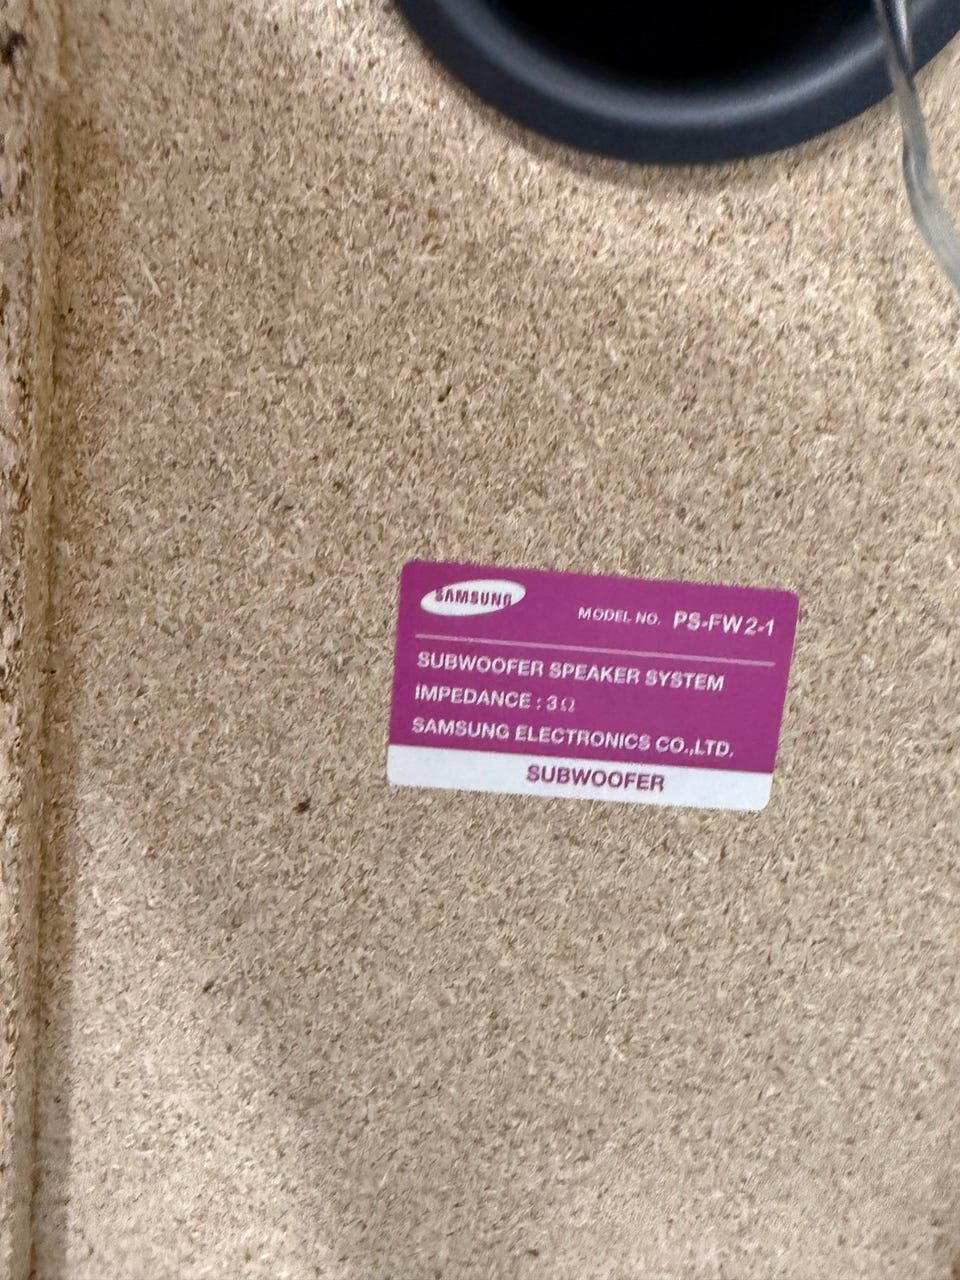 SAMSUNG
MODEL NO. PS-FW2-1
SUBWOOFER SPEAKER SYSTEM
IMPEDANCE : 3Ω
SAMSUNG ELECTRONICS CO.,LTD.
SUBWOOFER